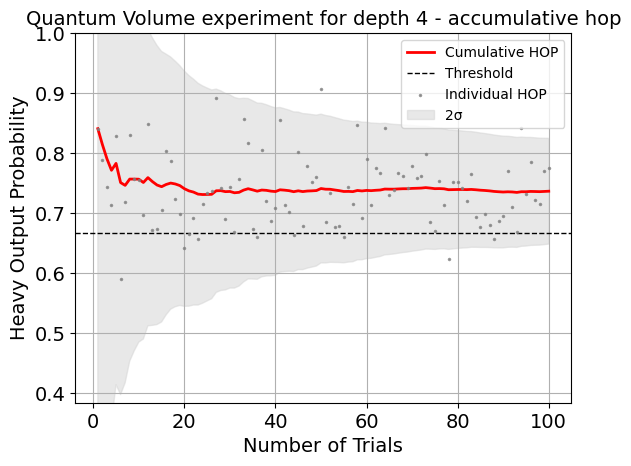 Quantum Volume experiment for depth 4 - accumulative hop
1.0
0.9
0.8
0.7
0.6
0.5
0.4
Heavy Output Probability
Cumulative HOP
Threshold
Individual HOP
2σ
0
20
40
60
80
100
Number of Trials